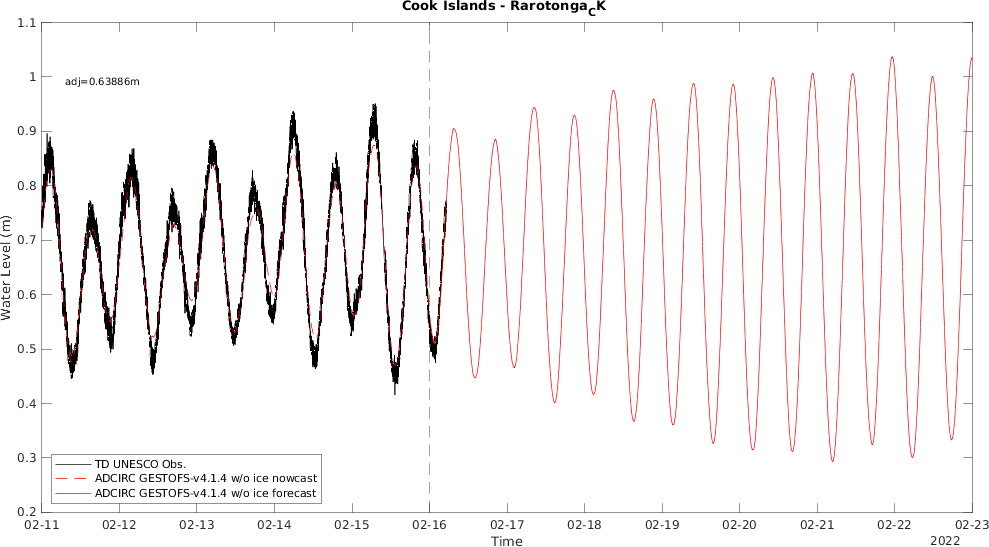 Cook Islands - Rarotonga_CK
adj=0.63886m
Water Level (m)
1.1
1
0.9
0.8
0.7
0.6
0.5
0.4
0.3
0.2
TD UNESCO Obs.
ADCIRC GESTOFS-v4.1.4 w/o ice nowcast
ADCIRC GESTOFS-v4.1.4 w/o ice forecast
02-11 02-12 02-13 02-14 02-15 02-16 02-17 02-18 02-19 02-20 02-21 02-22 02-23
Time
2022